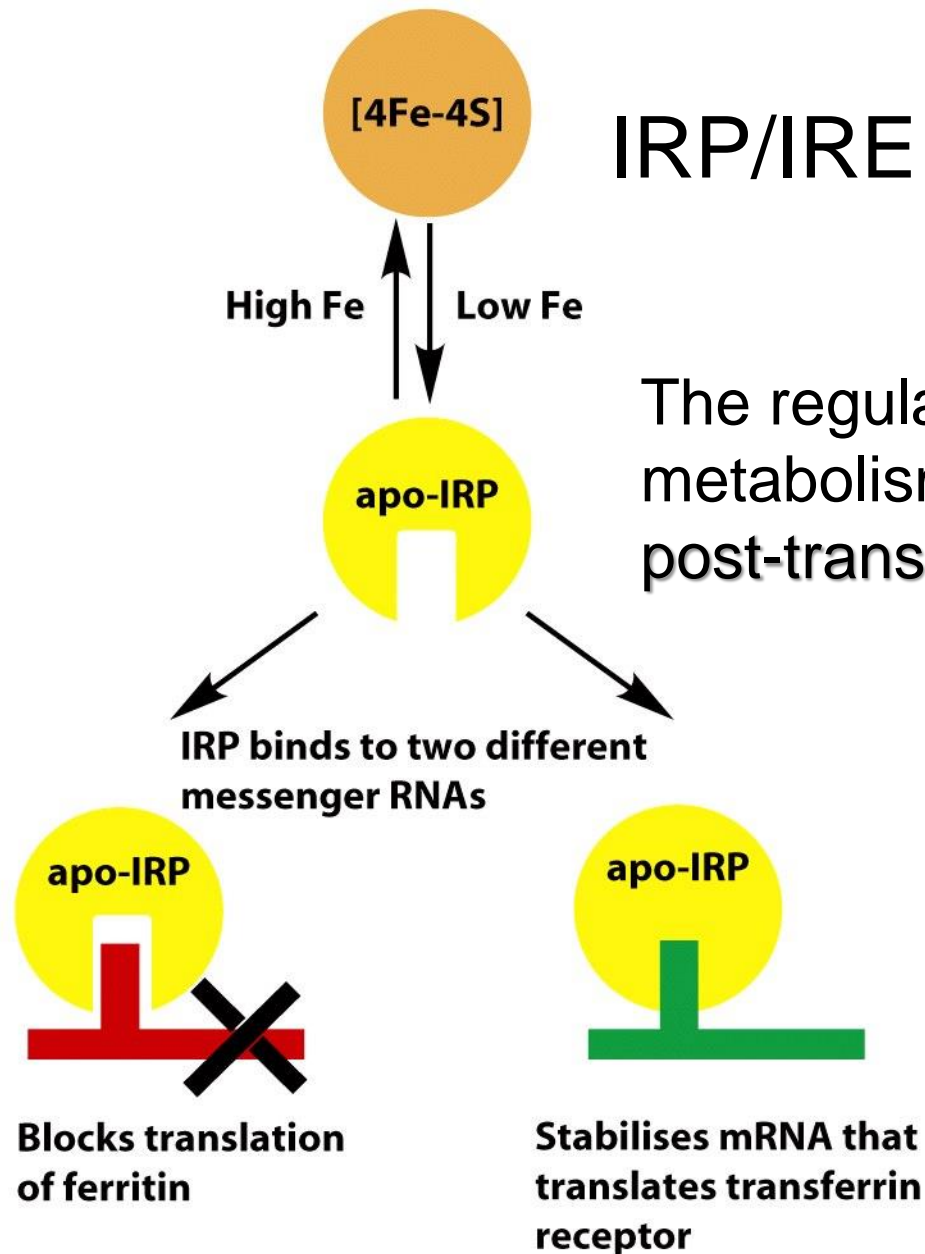 [4Fe-4S]
IRP/IRE
High Fe
Low Fe
The regula
metabolism
post-trans
apo-IRP
IRP binds to two different
messenger RNAs
apo-IRP
apo-IRP
Blocks translation
of ferritin
Stabilises mRNA that
translates transferrin
receptor